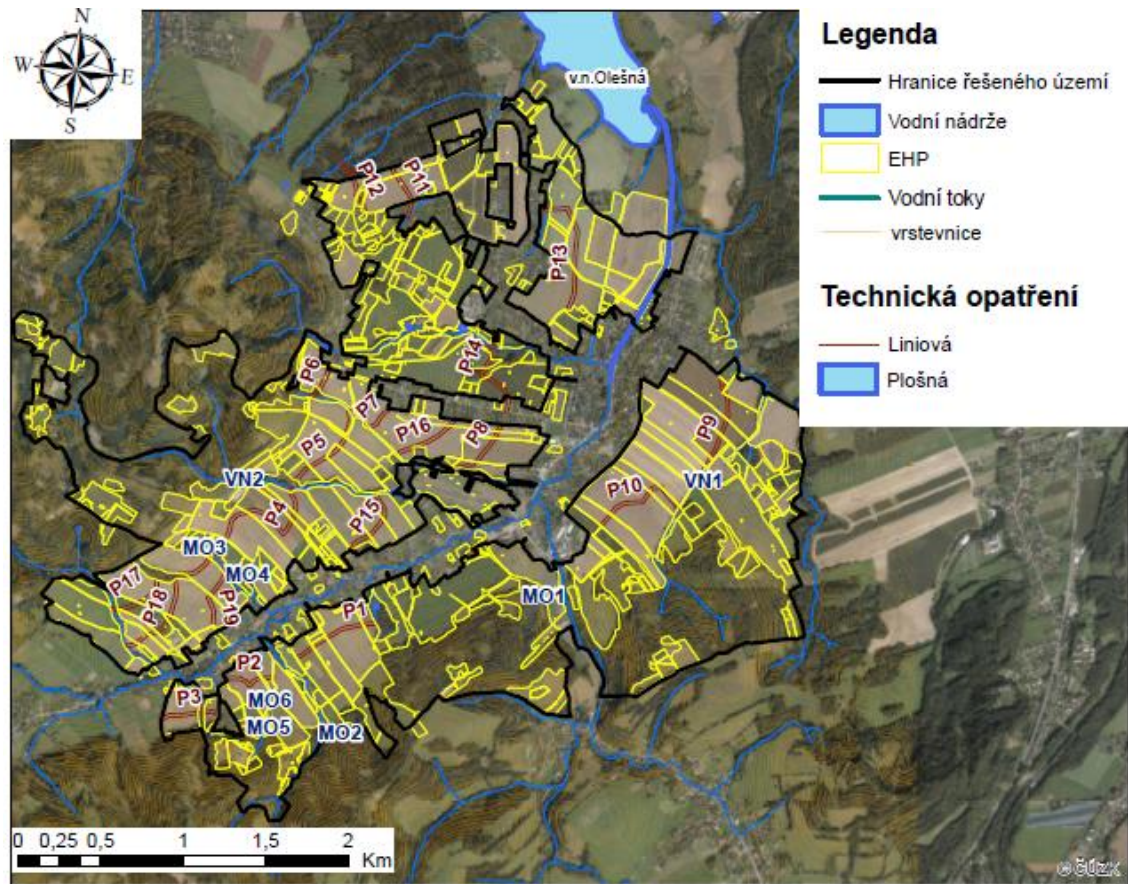 N
W E
S
v.n.Olešná
Legenda
Hranice řešeného území
Vodní nádrže
EHP
Vodní toky
vrstevnice
Technická opatření
Liniová
Plošná
P12
P11
P13
P14
P6
P7
P16
P8
P5
P9
VN2
P10
VN1
P4
P15
MO3
MO4
P17
P18
P19
MO1
P1
P2
P3
MO6
MO5
MO2
0 0,25 0,5 1 1,5 2
Km
©ČÚZK